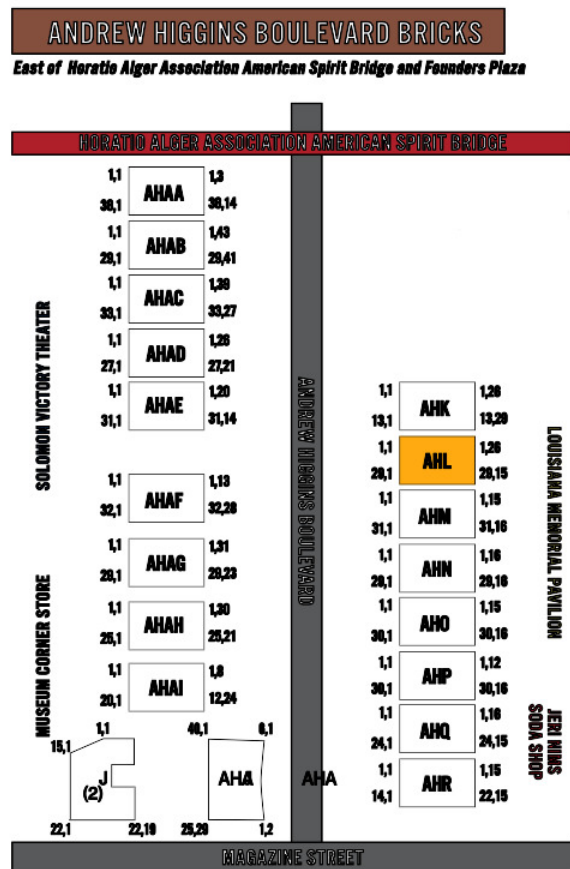 ANDREW HIGGINS BOULEVARD BRICKS
East of Horatio Alger Association American Spirit Bridge and Founders Plaza
HORATIO ALGER ASSOCIATION AMERICAN SPIRIT BRIDGE
1,1 AHAA 1,3
38,1 38,14
1,1 AHAB 1,43
29,1 29,41
1,1 AHAC 1,39
33,1 33,27
1,1 AHAD 1,26
27,1 27,21
1,1 AHAE 1,20
31,1 31,14
1,1 AHAF 1,13
32,1 32,28
1,1 AHAG 1,31
29,1 29,23
1,1 AHAH 1,30
25,1 25,21
1,1 AHAI 1,8
20,1 12,24
SOLOMON VICTORY THEATER
MUSEUM CORNER STORE
1,1
15,1
J
(2)
22,1 22,19
40,1 6,1
AHA
25,29 1,2
ANDREW HIGGINS BOULEVARD
AHA
1,1 AHK 1,26
13,1 13,29
1,1 AHL 1,26
29,1 29,15
1,1 AHM 1,15
31,1 31,16
1,1 AHN 1,16
29,1 29,16
1,1 AHO 1,15
30,1 30,16
1,1 AHP 1,12
30,16
1,1 AHQ 1,16
24,1 24,15
1,1 AHR 1,15
14,1 22,15
LOUISIANA MEMORIAL PAVILION
JERI NIMS
SODA SHOP
MAGAZINE STREET